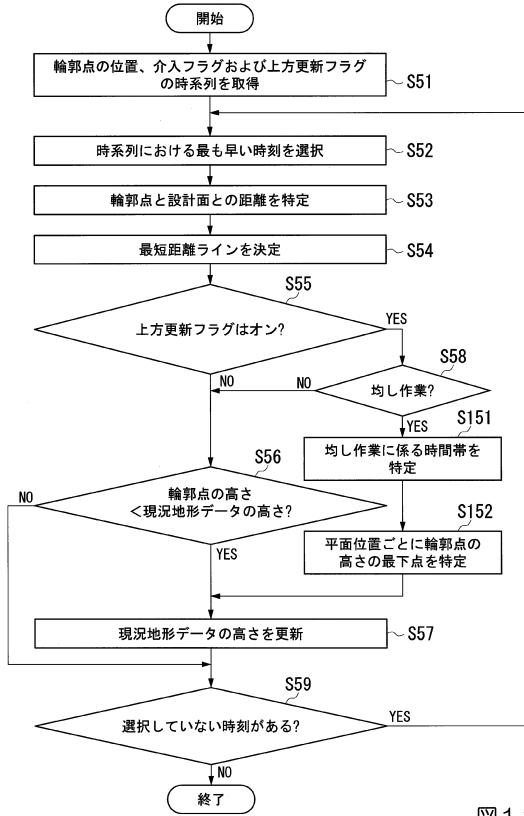 開始
輪郭点の位置、介入フラグおよび上方更新フラグ
の時系列を取得
S51
時系列における最も早い時刻を選択
S52
輪郭点と設計面との距離を特定
S53
最短距離ラインを決定
S54
S55
上方更新フラグはオン?
YES
NO
S58
均し作業?
NO
YES
S151
均し作業に係る時間帯を
特定
S56
輪郭点の高さ
<現況地形データの高さ?
NO
YES
S152
平面位置ごとに輪郭点の
高さの最下点を特定
現況地形データの高さを更新
S57
S59
選択していない時刻がある?
YES
NO
終了
図1